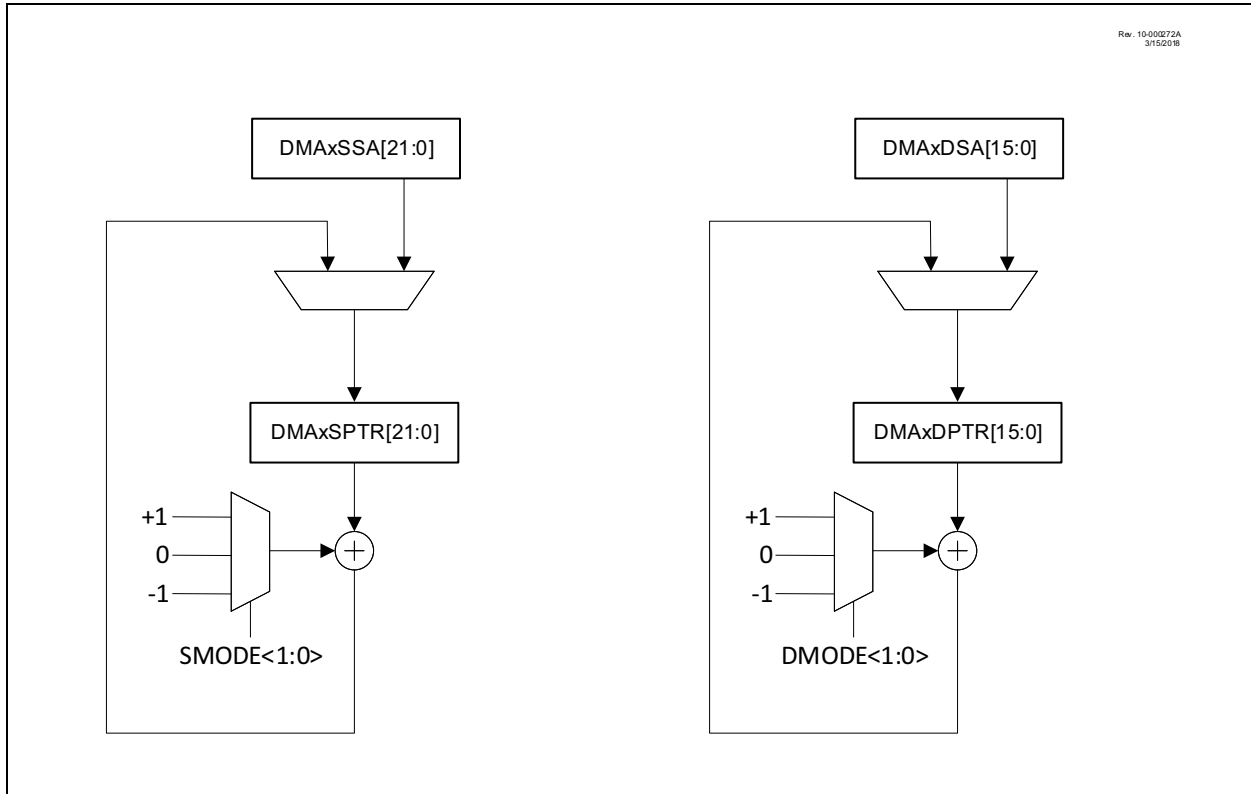 Rev. 10-000272A
3/15/2018
DMAxSSA[21:0]
DMAxSPTR[21:0]
+1
0
-1
SMODE<1:0>
DMAxDSA[15:0]
DMAxDPTR[15:0]
+1
0
-1
DMODE<1:0>